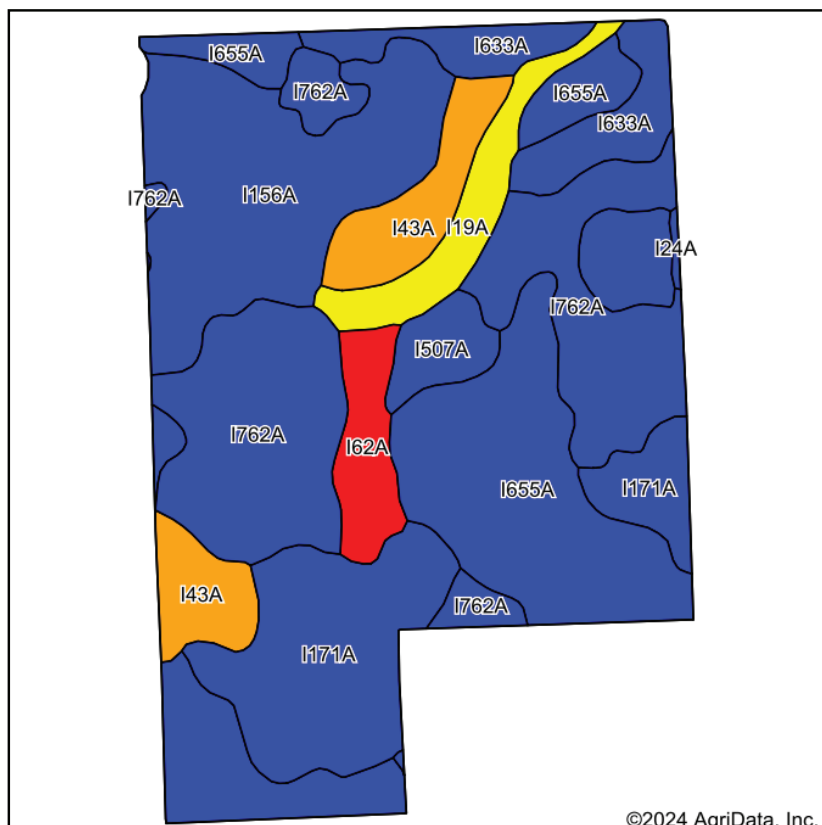 I655A
I633A
I762A
I655A
I633A
I762A
I156A
I43A
I19A
I24A
I762A
I507A
I762A
I62A
I655A
I171A
I43A
I762A
I171A
©2024 AgriData, Inc.